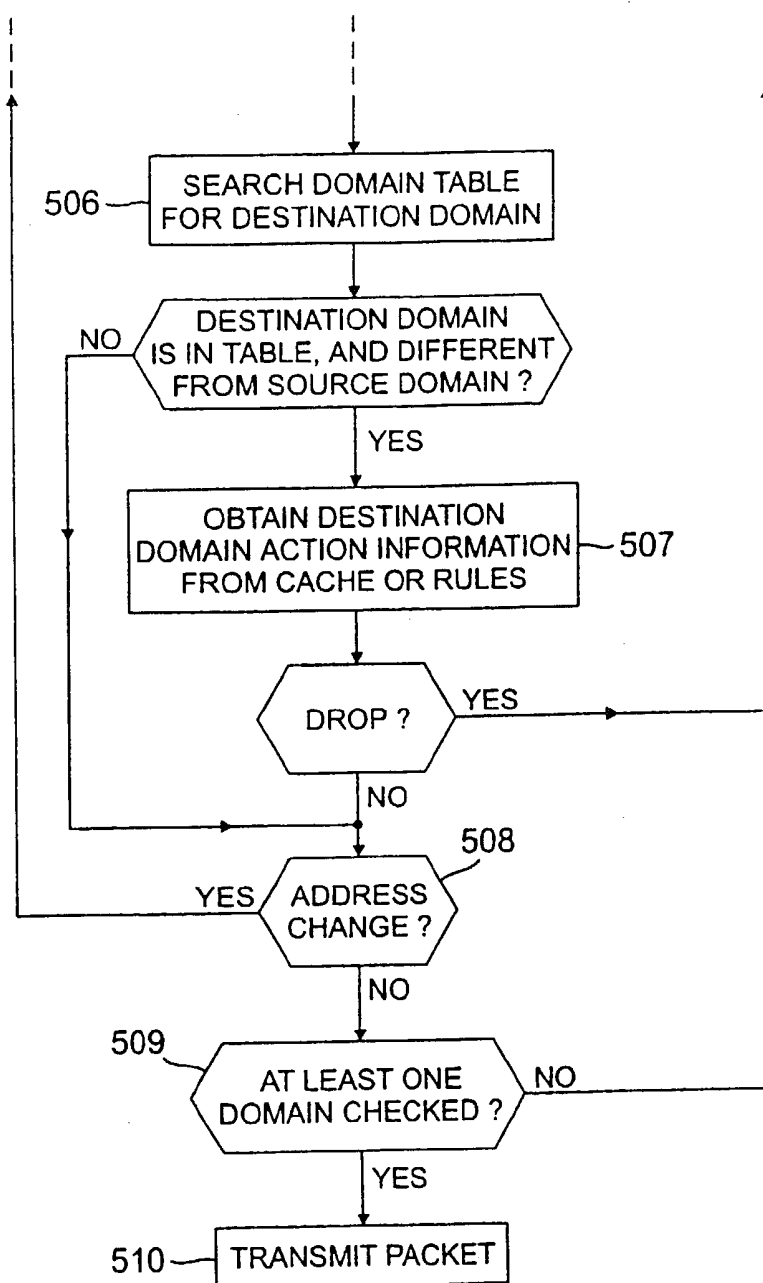 506
SEARCH DOMAIN TABLE
FOR DESTINATION DOMAIN
NO
DESTINATION DOMAIN
IS IN TABLE, AND DIFFERENT
FROM SOURCE DOMAIN ?
YES
OBTAIN DESTINATION
DOMAIN ACTION INFORMATION
FROM CACHE OR RULES
507
DROP ?
YES
NO
508
YES
ADDRESS
CHANGE ?
NO
509
AT LEAST ONE
DOMAIN CHECKED ?
NO
YES
510
TRANSMIT PACKET